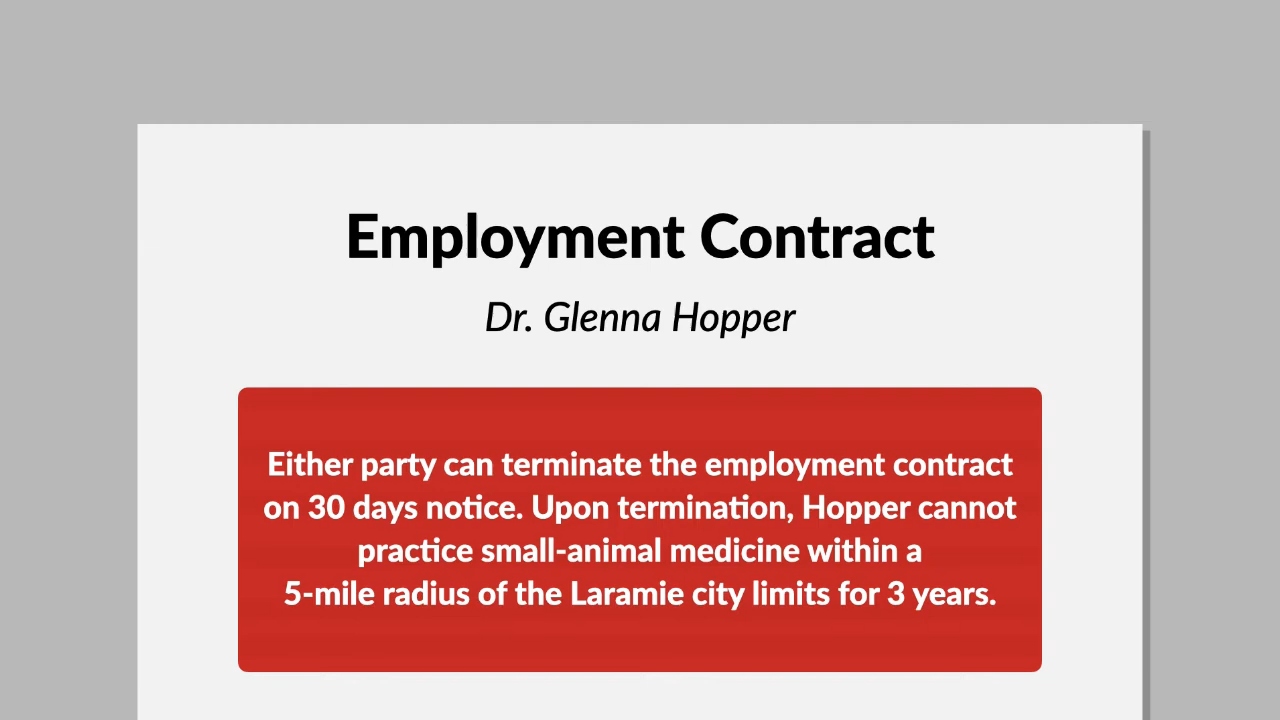 Employment Contract
Dr. Glenna Hopper
Either party can terminate the employment contract
on 30 days notice. Upon termination, Hopper cannot
practice small-animal medicine within a
5-mile radius of the Laramie city limits for 3 years.